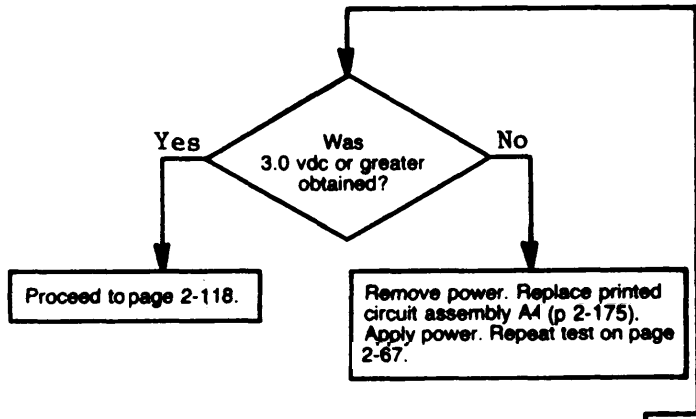 Yes
Was
3.0 vdc or greater
obtained?
No
Proceed to page 2-118.
Remove power. Replace printed
circuit assembly A4 (p 2-175).
Apply power. Repeat test on page
2-67.